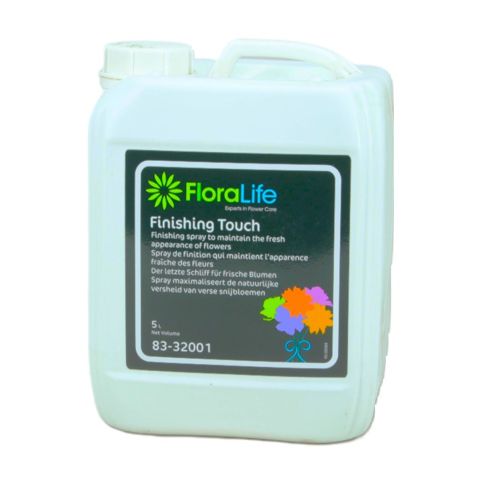 FloraLife
Experts in Flower Care
Finishing Touch
Finishing spray to maintain the fresh
appearance of flowers
Spray de finition qui maintient l'apparence
fraîche des fleurs
Der letzte Schliff für frische Blumen
Spray maximaliseert de natuurlijke
versheid van verse snijbloemen
5 L
Net Volume
83-32001